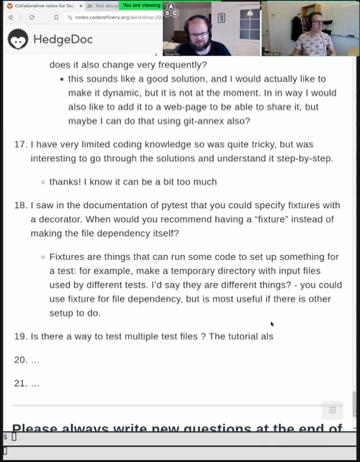 Collaborative notes for Sec
You are viewing
notes.coderefinery.org/workshop-20
HedgeDoc
does it also change very frequently?
▪ this sounds like a good solution, and I would actually like to
make it dynamic, but it is not at the moment. In in way I would
also like to add it to a web-page to be able to share it, but
maybe I can do that using git-annex also?
17. I have very limited coding knowledge so was quite tricky, but was
interesting to go through the solutions and understand it step-by-step.
○ thanks! I know it can be a bit too much
18. I saw in the documentation of pytest that you could specify fixtures with
a decorator. When would you recommend having a “fixture” instead of
making the file dependency itself?
○ Fixtures are things that can run some code to set up something for
a test: for example, make a temporary directory with input files
used by different tests. I'd say they are different things? - you could
use fixture for file dependency, but is most useful if there is other
setup to do.
19. Is there a way to test multiple test files ? The tutorial als
20. ...
21. ...
Please always write new questions at the end of